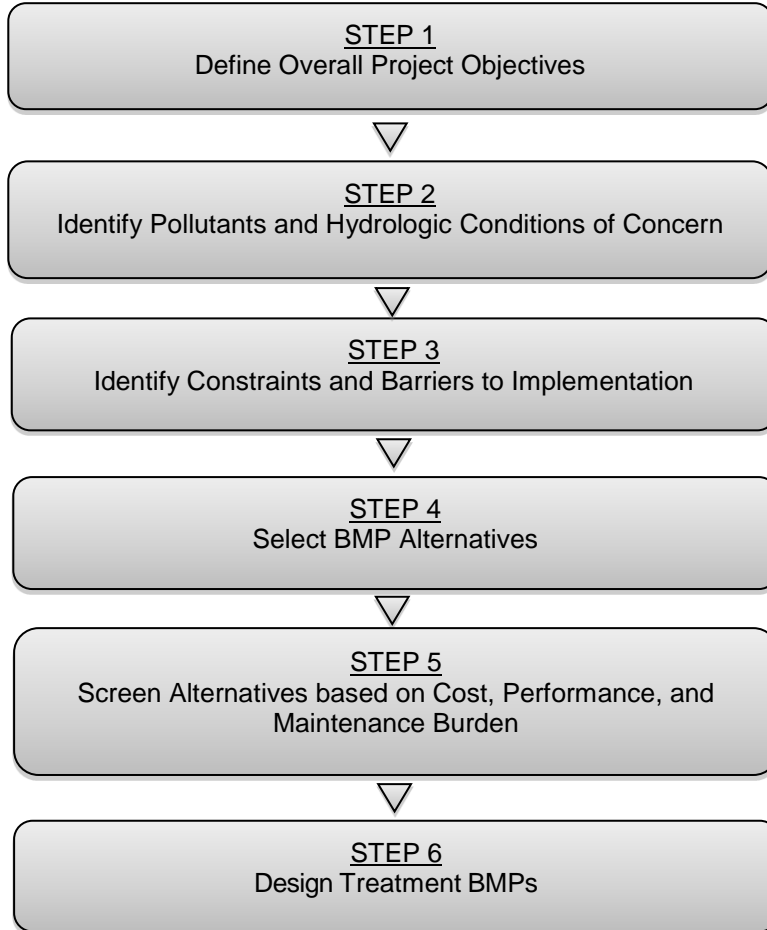 STEP 1
Define Overall Project Objectives
STEP 2
Identify Pollutants and Hydrologic Conditions of Concern
STEP 3
Identify Constraints and Barriers to Implementation
STEP 4
Select BMP Alternatives
STEP 5
Screen Alternatives based on Cost, Performance, and
Maintenance Burden
STEP 6
Design Treatment BMPs